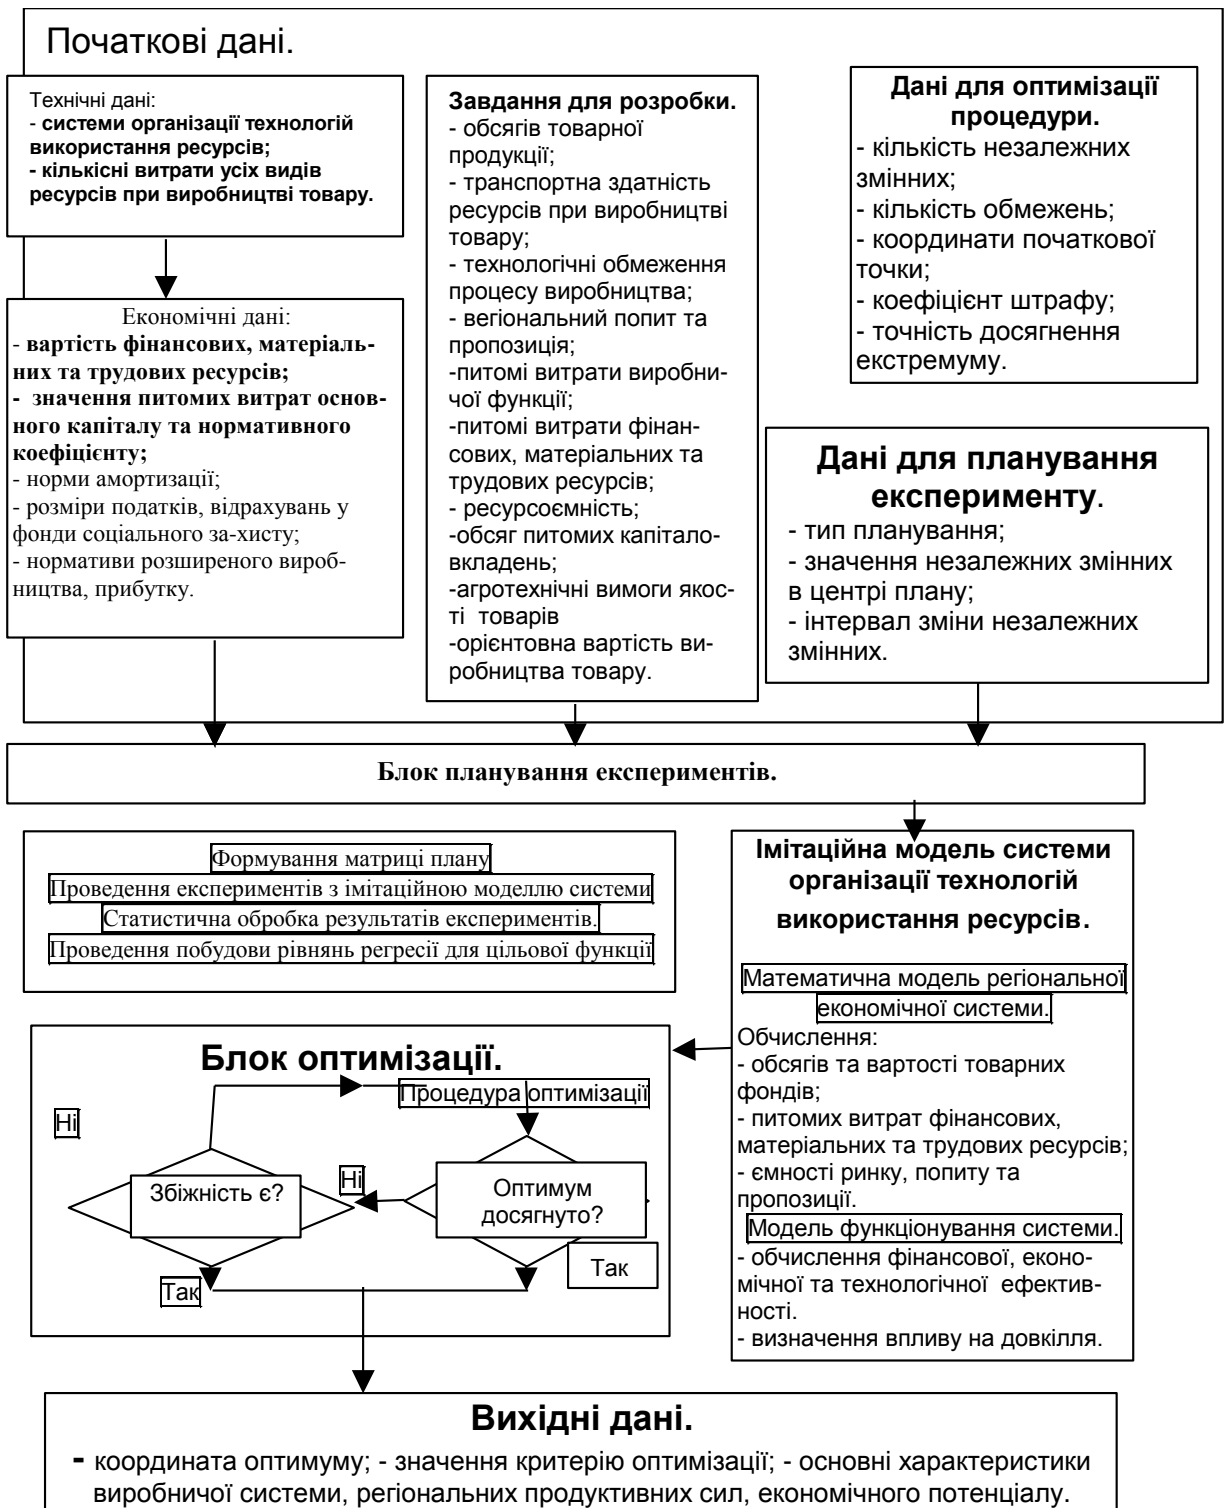 Початкові дані.
Технічні дані:
- системи організації технологій
використання ресурсів;
- кількісні витрати усіх видів
ресурсів при виробництві товару.
Економічні дані:
- вартість фінансових, матеріаль-
них та трудових ресурсів;
- значення питомих витрат основ-
ного капіталу та нормативного
коефіцієнту;
- норми амортизації;
- розміри податків, відрахувань у
фонди соціального за-хисту;
- нормативи розширеного вироб-
ництва, прибутку.
Завдання для розробки.
- обсягів товарної
продукції;
- транспортна здатність
ресурсів при виробництві
товару;
- технологічні обмеження
процесу виробництва;
- вегіональний попит та
пропозиція;
-питомі витрати виробни-
чої функції;
-питомі витрати фінан-
сових, матеріальних та
трудових ресурсів;
- ресурсоємність;
-обсяг питомих капітало-
вкладень;
-агротехнічні вимоги якос-
ті товарів
-орієнтовна вартість ви-
робництва товару.
Дані для оптимізації
процедури.
- кількість незалежних
змінних;
- кількість обмежень;
- координати початкової
точки;
- коефіцієнт штрафу;
- точність досягнення
екстремуму.
Дані для планування
експерименту.
- тип планування;
- значення незалежних змінних
в центрі плану;
- інтервал зміни незалежних
змінних.
Блок планування експериментів.
Формування матриці плану
Проведення експериментів з імітаційною моделлю системи
Статистична обробка результатів експериментів.
Проведення побудови рівнянь регресії для цільової функції
Імітаційна модель системи
організації технологій
використання ресурсів.
Математична модель регіональної
економічної системи.
Обчислення:
- обсягів та вартості товарних
фондів;
- питомих витрат фінансових,
матеріальних та трудових ресурсів;
- ємності ринку, попиту та
пропозиції.
Модель функціонування системи.
- обчислення фінансової, еконо-
мічної та технологічної ефектив-
ності.
- визначення впливу на довкілля.
Блок оптимізації.
Процедура оптимізації
Ні
Збіжність є?
Ні
Оптимум
досягнуто?
Так
Так
Вихідні дані.
- координата оптимуму; - значення критерію оптимізації; - основні характеристики
виробничої системи, регіональних продуктивних сил, економічного потенціалу.